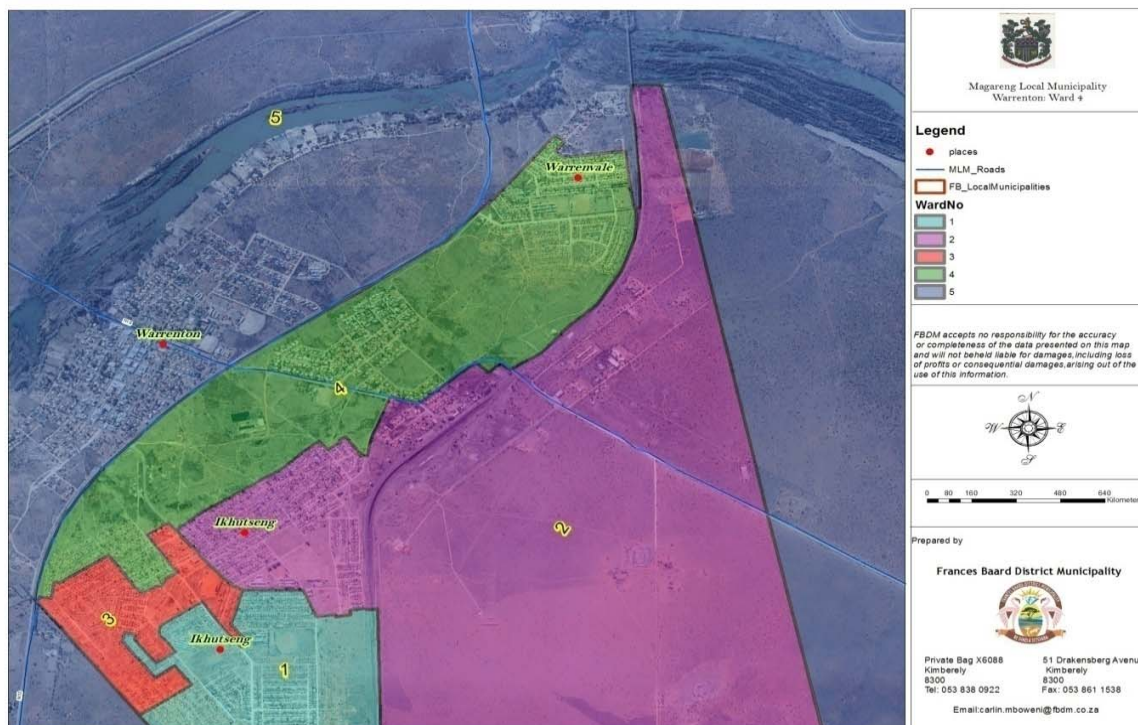 5
Warrenvale
Warrenton
4
Ikhutseng
2
3
Ikhutseng
1
Magareng Local Municipality
Warrenton: Ward 4
Legend
places
MLM_Roads
FB_LocalMunicipalities
WardNo
1
2
3
4
5
FBDM accepts no responsibility for the accuracy
or completeness of the data presented on this map
and will not beheld liable for damages,including loss
of profits or consequential damages,arising out of the
use of this information.
N
W E
S
0 80 160 320 480 640
Kilometer
Prepared by
Frances Baard District Municipality
Private Bag X6088
Kimberely
8300
Tel: 053 838 0922
51 Drakensberg Avenu
Kimberely
8300
Fax: 053 861 1538
Email:carlin.mboweni@fbdm.co.za